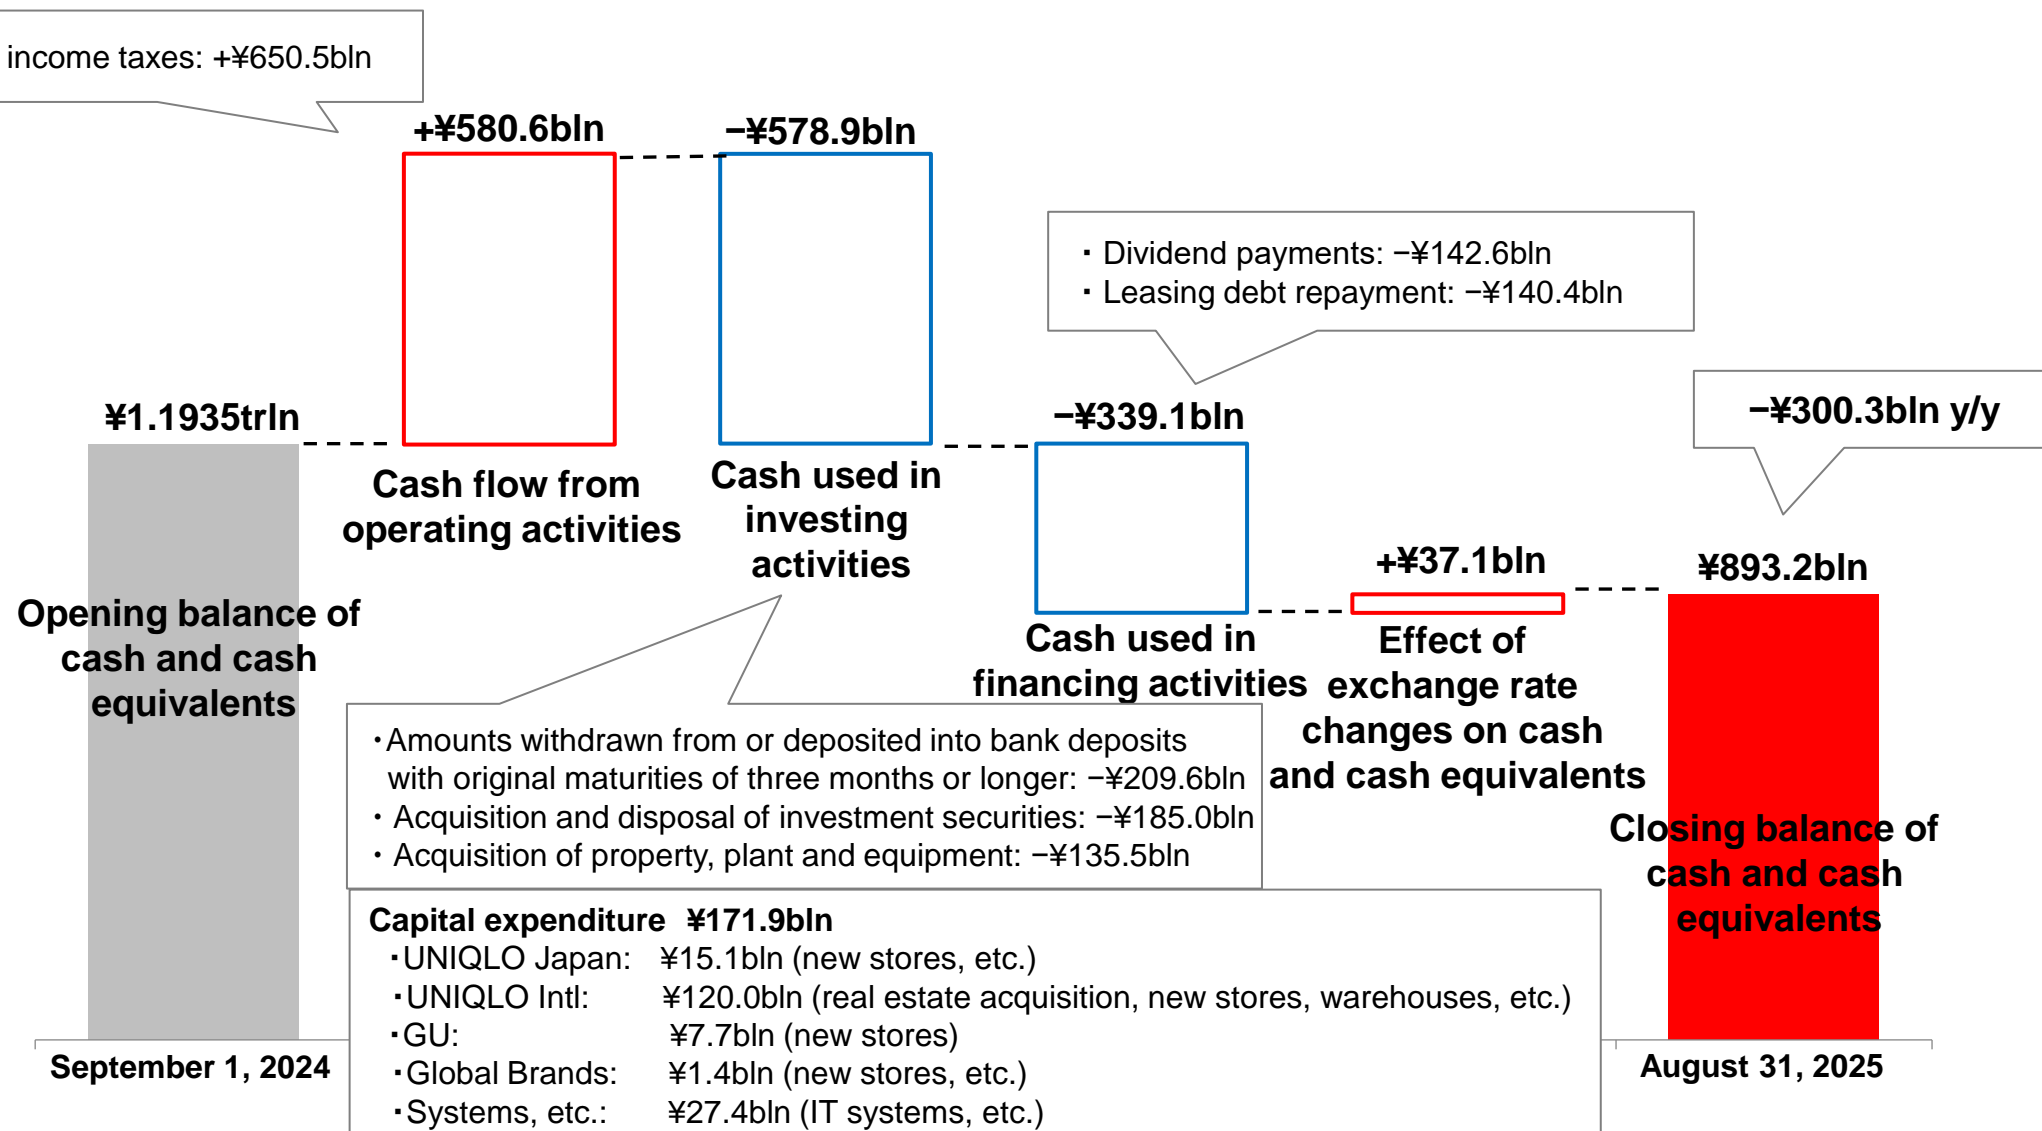 income taxes: +¥650.5bln
+¥580.6bln
−¥578.9bln
・Dividend payments: −¥142.6bln
・Leasing debt repayment: −¥140.4bln
¥1.1935trln
−¥339.1bln
−¥300.3bln y/y
Cash flow from
operating activities
Cash used in
investing
activities
+¥37.1bln
¥893.2bln
Opening balance of
cash and cash
equivalents
Cash used in
financing activities
Effect of
exchange rate
changes on cash
and cash equivalents
・Amounts withdrawn from or deposited into bank deposits
with original maturities of three months or longer: −¥209.6bln
・Acquisition and disposal of investment securities: −¥185.0bln
・Acquisition of property, plant and equipment: −¥135.5bln
Closing balance of
cash and cash
equivalents
Capital expenditure ¥171.9bln
・UNIQLO Japan: ¥15.1bln (new stores, etc.)
・UNIQLO Intl: ¥120.0bln (real estate acquisition, new stores, warehouses, etc.)
・GU: ¥7.7bln (new stores)
・Global Brands: ¥1.4bln (new stores, etc.)
・Systems, etc.: ¥27.4bln (IT systems, etc.)
September 1, 2024
August 31, 2025